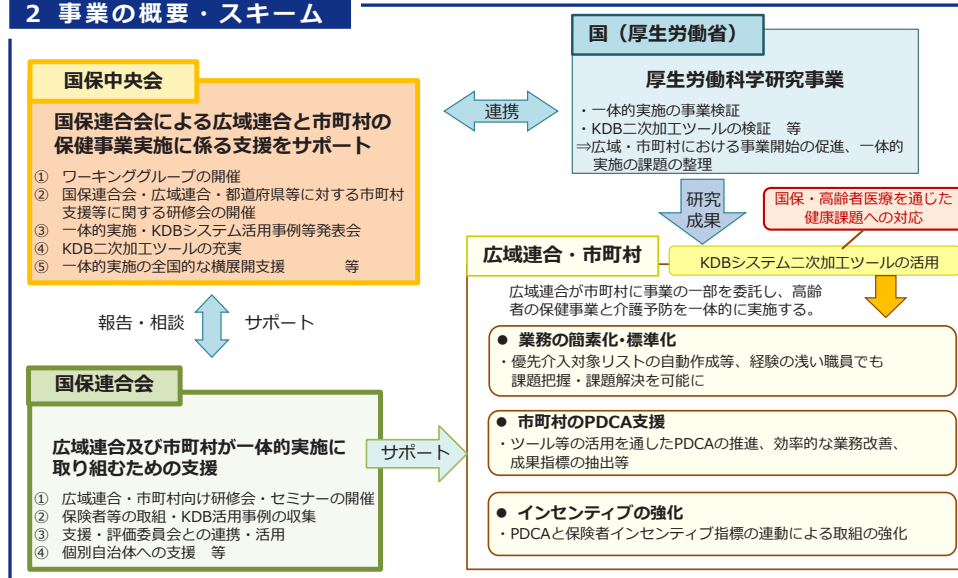 2 事業の概要・スキーム
国保中央会
国保連合会による広域連合と市町村の
保健事業実施に係る支援をサポート
① ワーキンググループの開催
② 国保連合会・広域連合・都道府県等に対する市町村
支援等に関する研修会の開催
③ 一体的実施・KDBシステム活用事例等発表会
④ KDB二次加工ツールの充実
⑤ 一体的実施の全国的な横展開支援 等
連携
国（厚生労働省）
厚生労働科学研究事業
・一体的実施の事業検証
・KDB二次加工ツールの検証 等
⇒広域・市町村における事業開始の促進、一体的
実施の課題の整理
研究
成果
国保・高齢者医療を通じた
健康課題への対応
広域連合・市町村
KDBシステム二次加工ツールの活用
広域連合が市町村に事業の一部を委託し、高齢
者の保健事業と介護予防を一体的に実施する。
● 業務の簡素化・標準化
・優先介入対象リストの自動作成等、経験の浅い職員でも
課題把握・課題解決を可能に
● 市町村のPDCA支援
・ツール等の活用を通したPDCAの推進、効率的な業務改善、
成果指標の抽出等
● インセンティブの強化
・PDCAと保険者インセンティブ指標の連動による取組の強化
報告・相談 サポート
国保連合会
広域連合及び市町村が一体的実施に
取り組むための支援
① 広域連合・市町村向け研修会・セミナーの開催
② 保険者等の取組・KDB活用事例の収集
③ 支援・評価委員会との連携・活用
④ 個別自治体への支援 等
サポート